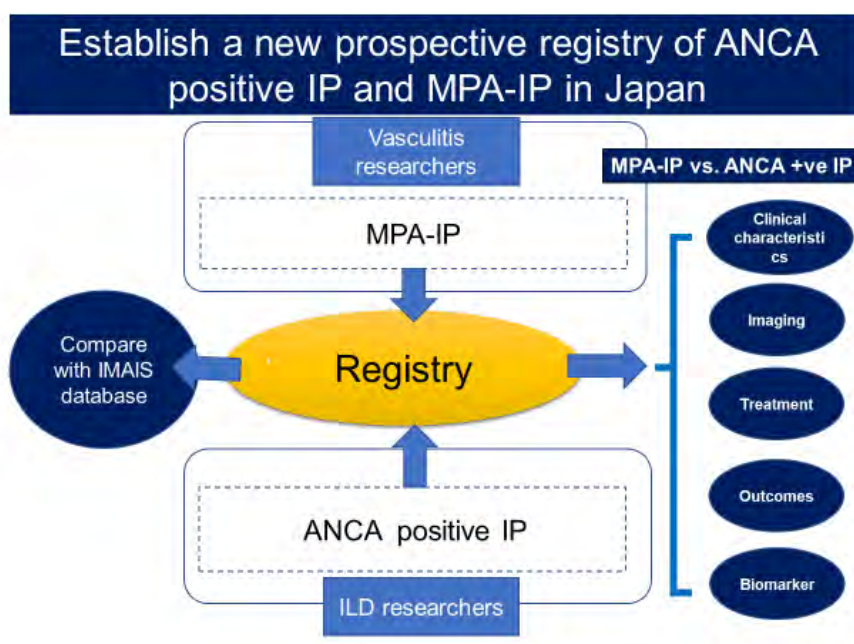 Establish a new prospective registry of ANCA
positive IP and MPA-IP in Japan
Vasculitis
researchers
MPA-IP vs. ANCA +ve IP
MPA-IP
Clinical
characteristi
cs
Imaging
Compare
with IMAIS
database
Registry
Treatment
Outcomes
ANCA positive IP
Biomarker
ILD researchers